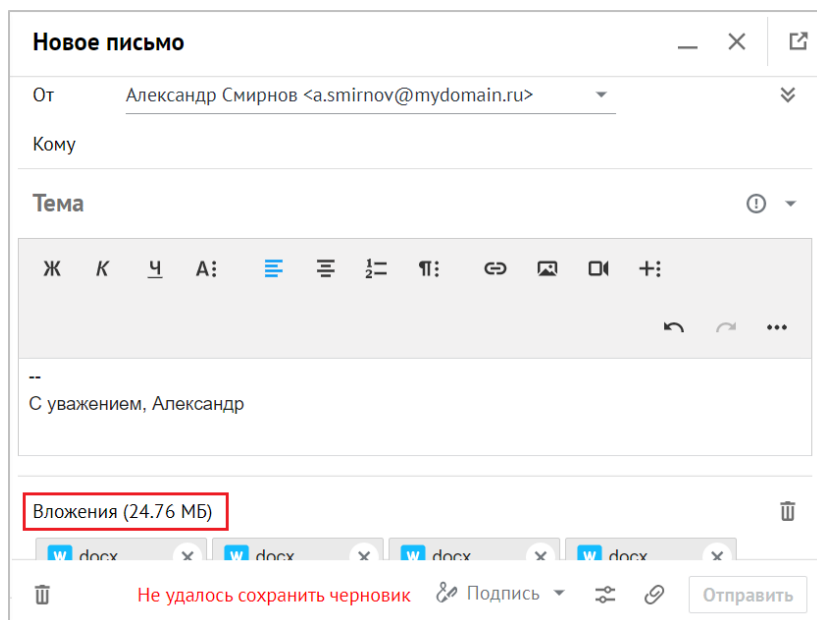 Новое письмо
От Александр Смирнов <a.smirnov@mydomain.ru>
Кому
Тема
Ж К Ч А
--
С уважением, Александр
Вложения (24.76 МБ)
W docx W docx W docx W docx
Не удалось сохранить черновик Подпись Отправить